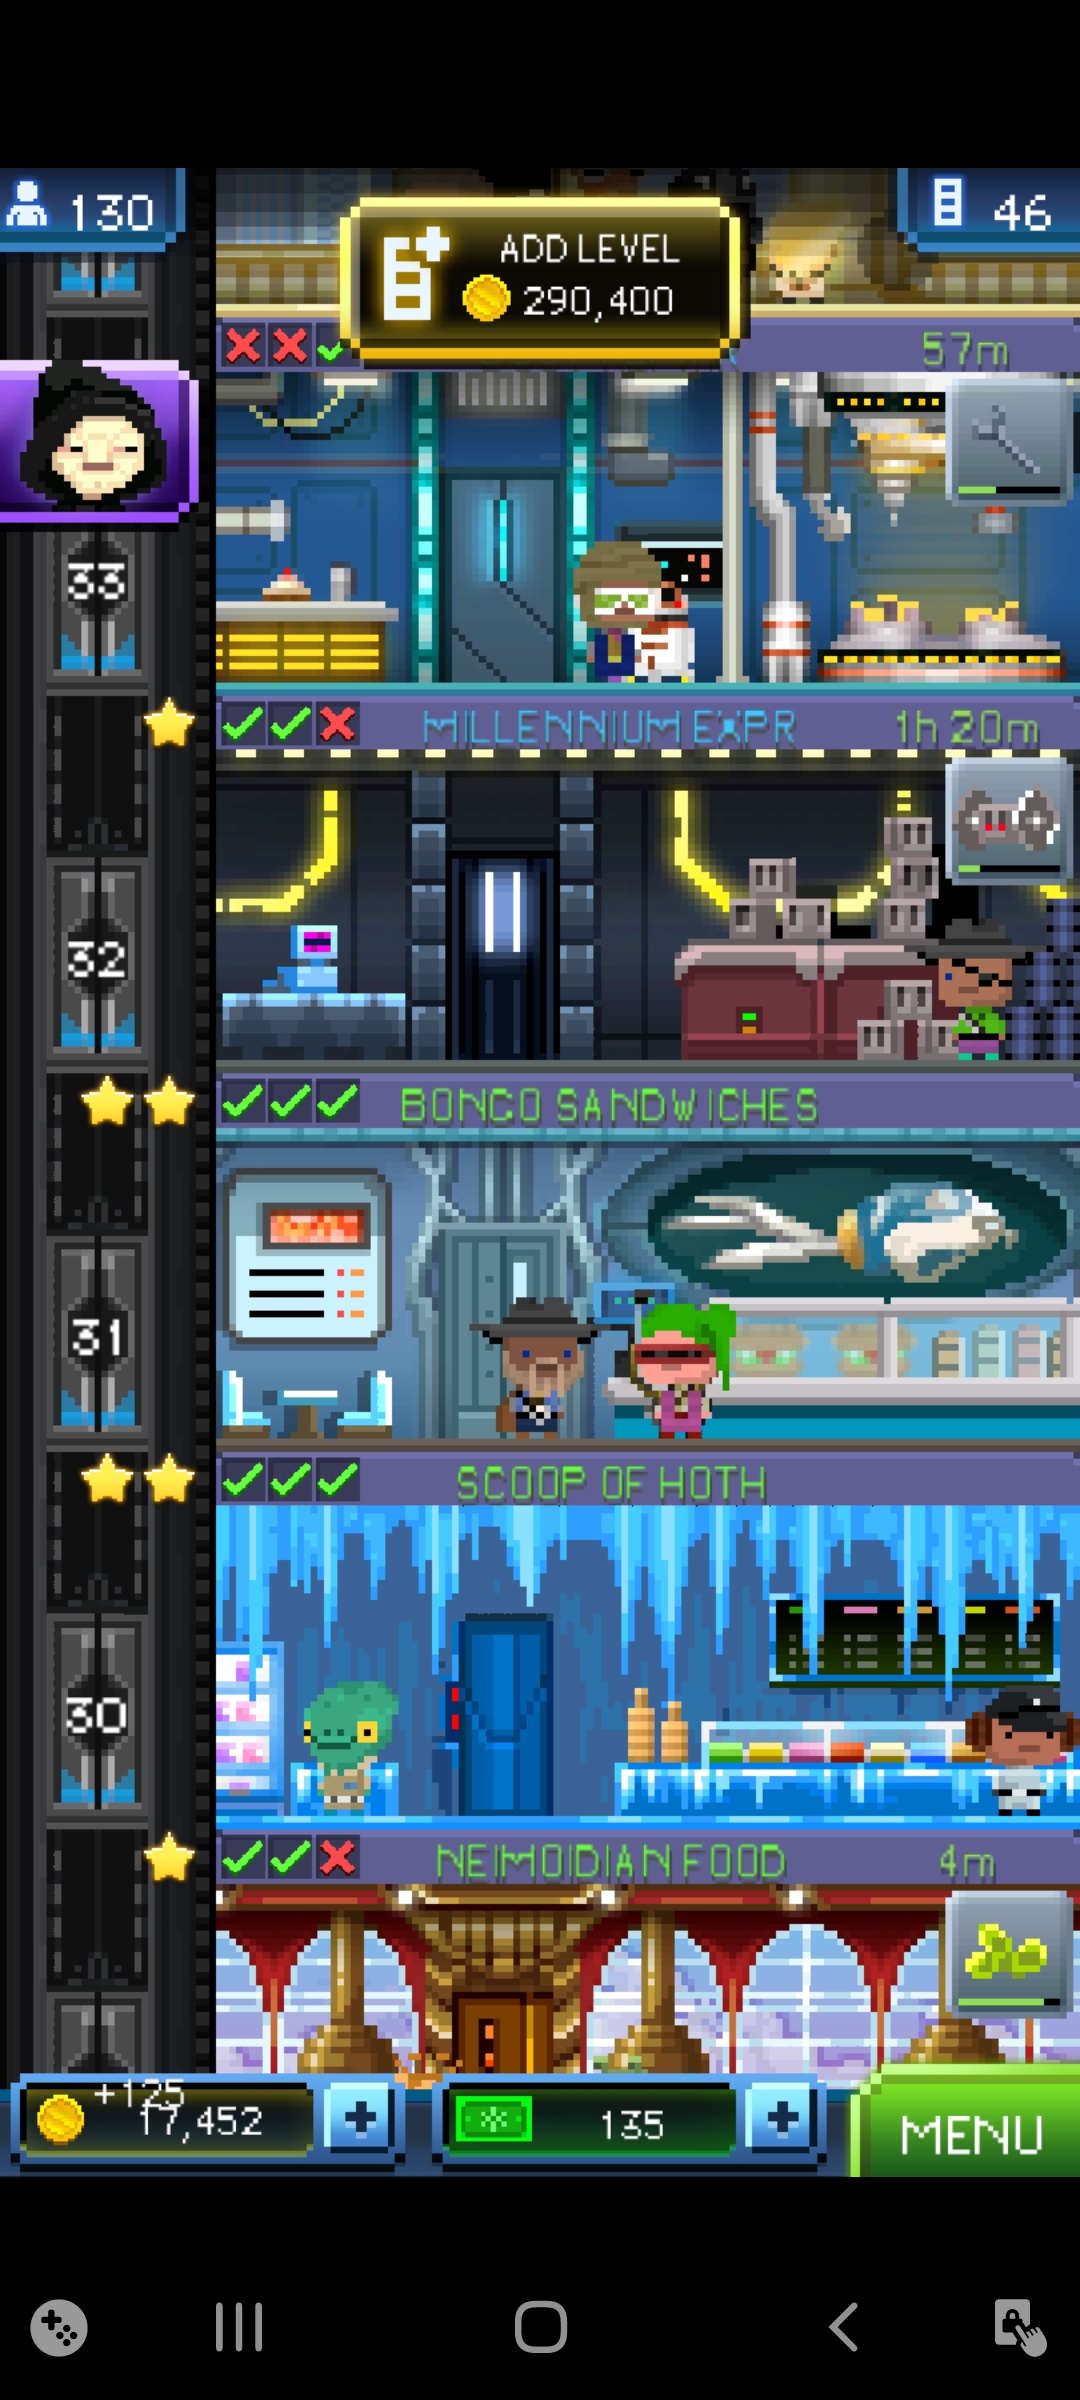 130
ADD LEVEL
290,400
46
57m
33
MILLENNIUM EXPR 1h 20m
32
BONGO SANDWICHES
31
SCOOP OF HOTH
30
NEIMOIDIAN FOOD 4m
+125
17,452
135
MENU